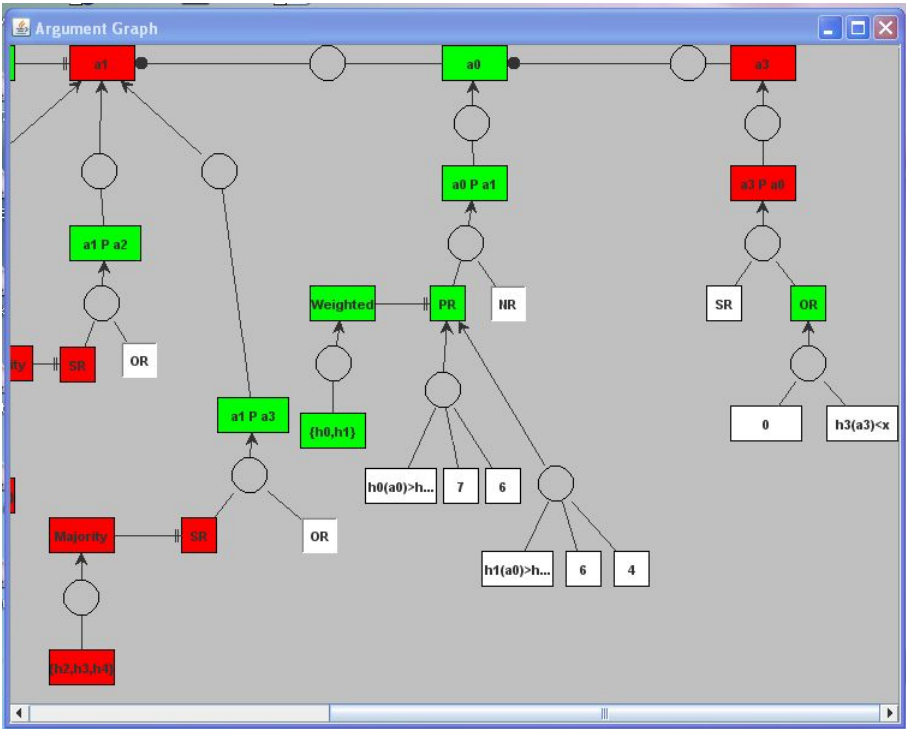 Argument Graph
a1
a0
a3
a0 P a1
a3 P a0
a1 P a2
Weighted
PR
NR
SR
OR
ity
SR
OR
a1 P a3
{h0,h1}
0
h3(a3)<x
h0(a0)>h...
7
6
Majority
SR
OR
h1(a0)>h...
6
4
{h2,h3,h4}